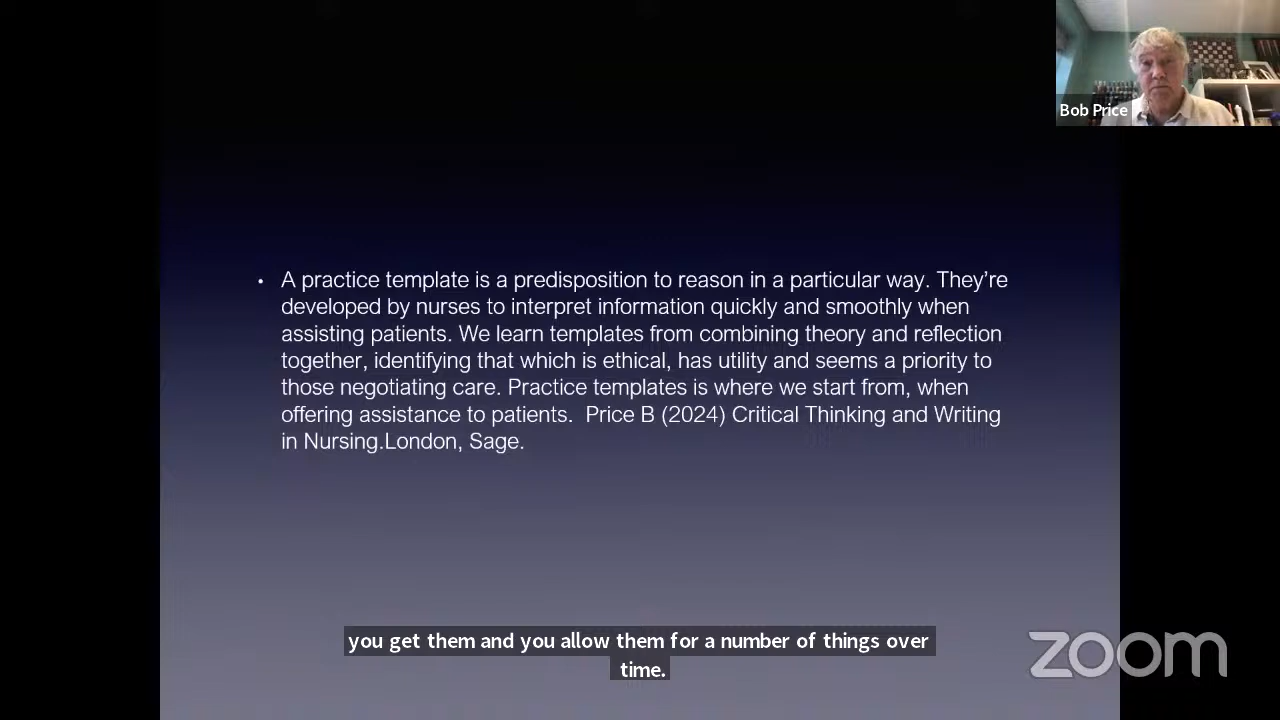 Bob Price
• A practice template is a predisposition to reason in a particular way. They're
developed by nurses to interpret information quickly and smoothly when
assisting patients. We learn templates from combining theory and reflection
together, identifying that which is ethical, has utility and seems a priority to
those negotiating care. Practice templates is where we start from, when
offering assistance to patients.  Price B (2024) Critical Thinking and Writing
in Nursing.London, Sage.
you get them and you allow them for a number of things over
time.
zoom